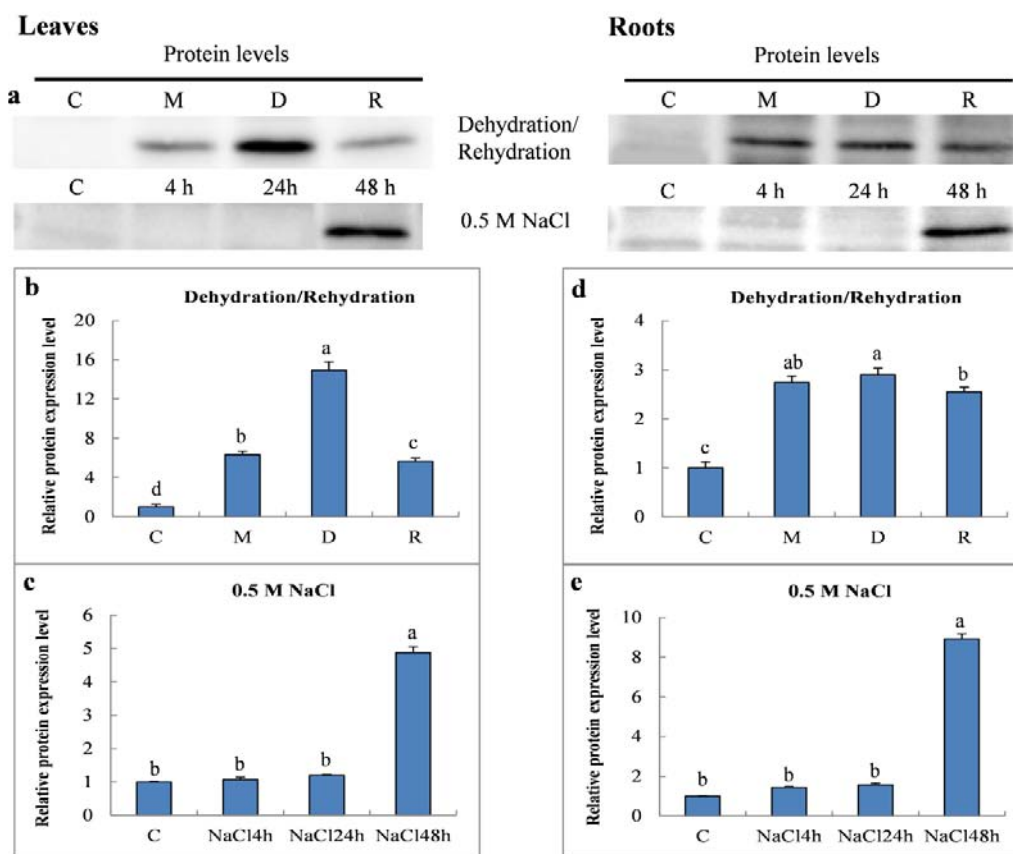 Leaves
Roots
Protein levels
Protein levels
a
C M D R
Dehydration/
Rehydration
C M D R
C 4 h 24h 48 h
0.5 M NaCl
C 4 h 24 h 48 h
b
Dehydration/Rehydration
Relative protein expression level
20
16
12
8
4
0
d
b
a
c
C M D R
d
Dehydration/Rehydration
Relative protein expression level
4
3
2
1
0
c
ab
a
b
C M D R
c
0.5 M NaCl
Relative protein expression level
6
5
4
3
2
1
0
b
b
b
a
C NaCl4h NaCl24h NaCl48h
e
0.5 M NaCl
Relative protein expression level
10
8
6
4
2
0
b
b
b
a
C NaCl4h NaCl24h NaCl48h